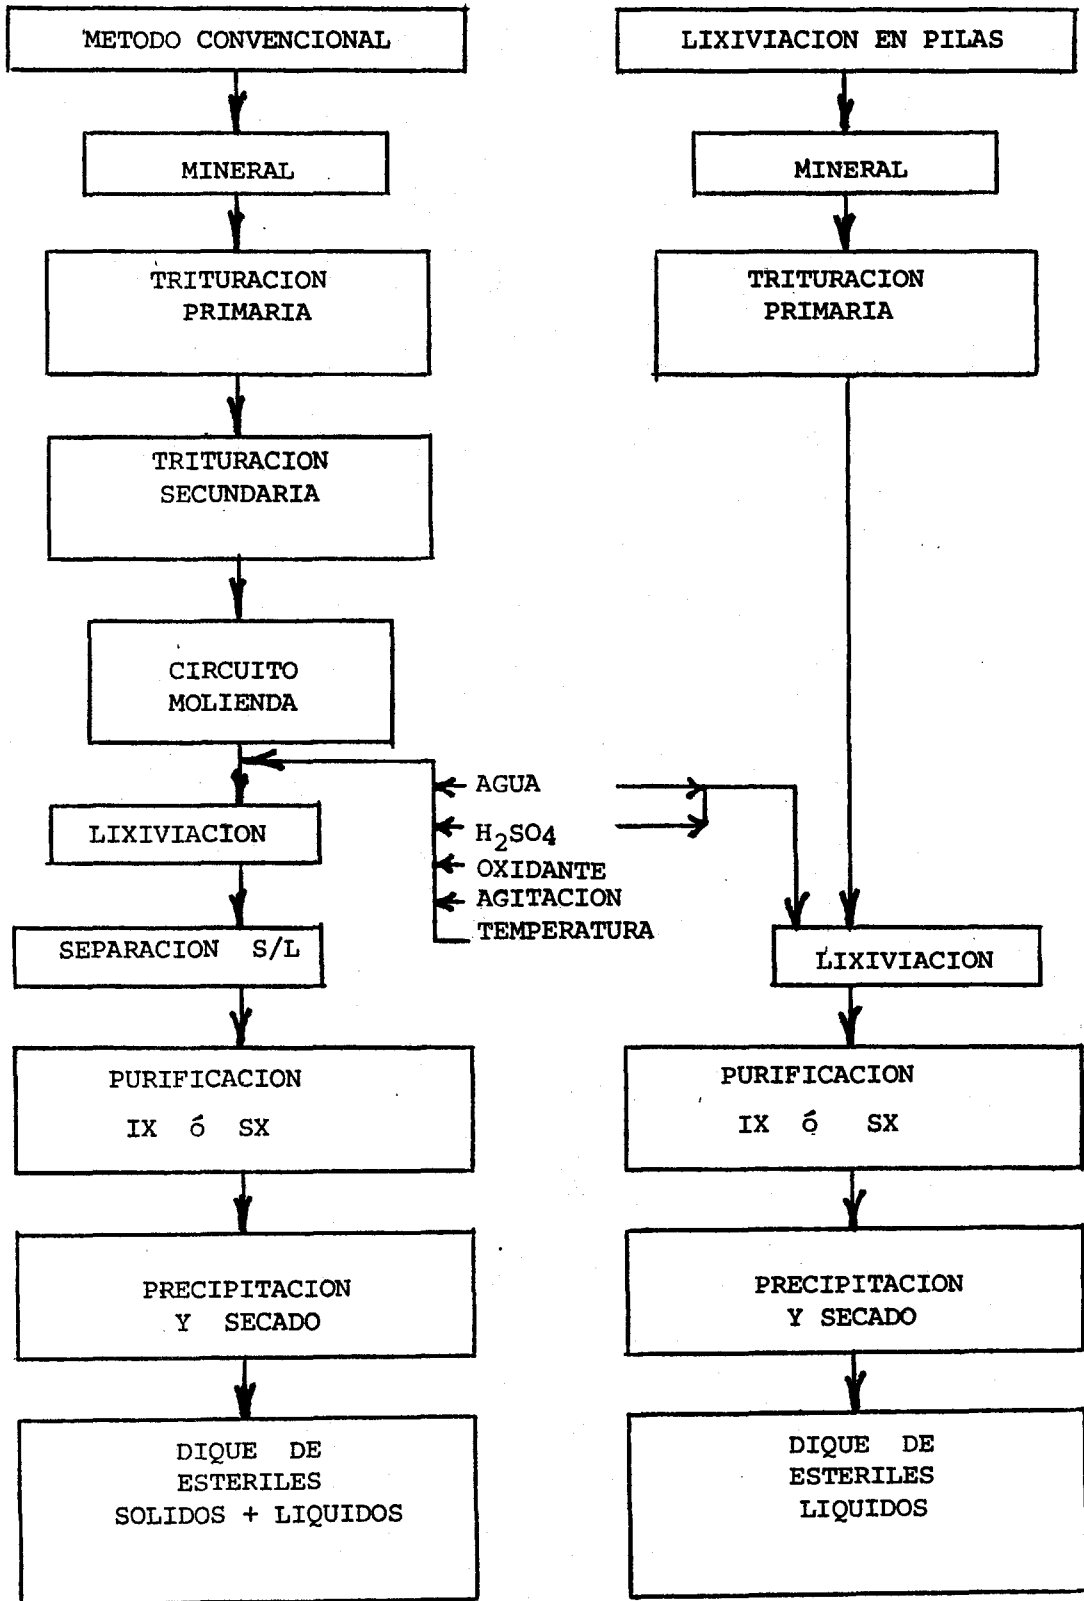 METODO CONVENCIONAL
MINERAL
TRITURACION
PRIMARIA
TRITURACION
SECUNDARIA
CIRCUITO
MOLIENDA
LIXIVIACION
SEPARACION S/L
PURIFICACION
IX ó SX
PRECIPITACION
Y SECADO
DIQUE DE
ESTERILES
SOLIDOS + LIQUIDOS
AGUA
H2SO4
OXIDANTE
AGITACION
TEMPERATURA
LIXIVIACION EN PILAS
MINERAL
TRITURACION
PRIMARIA
LIXIVIACION
PURIFICACION
IX ó SX
PRECIPITACION
Y SECADO
DIQUE DE
ESTERILES
LIQUIDOS